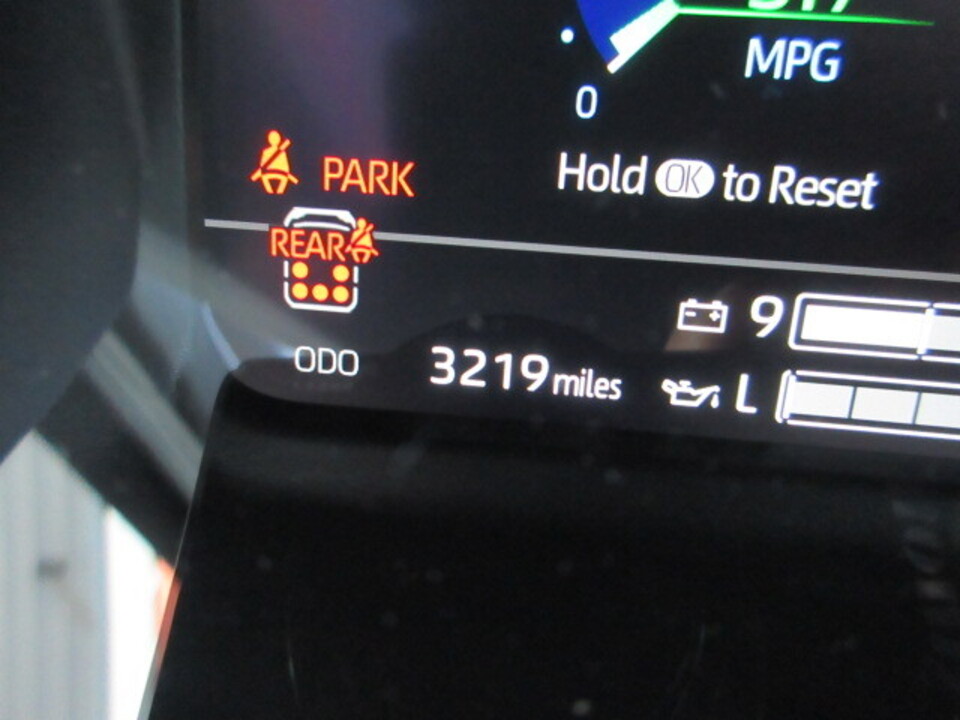 MPG
0
PARK
Hold OK to Reset
REAR
9
ODO 3219 miles
L